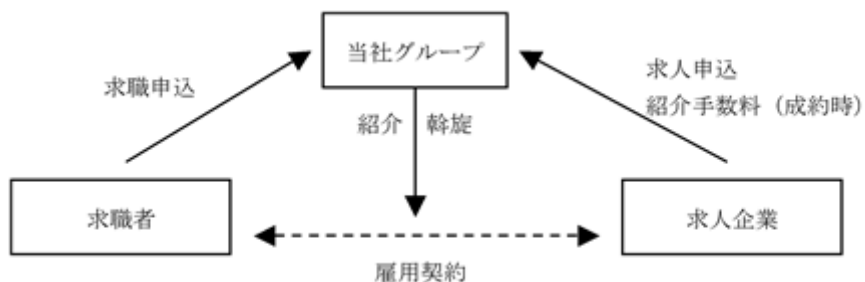 当社グループ
求職申込
求人申込
紹介手数料（成約時）
紹介 斡旋
求職者
求人企業
雇用契約